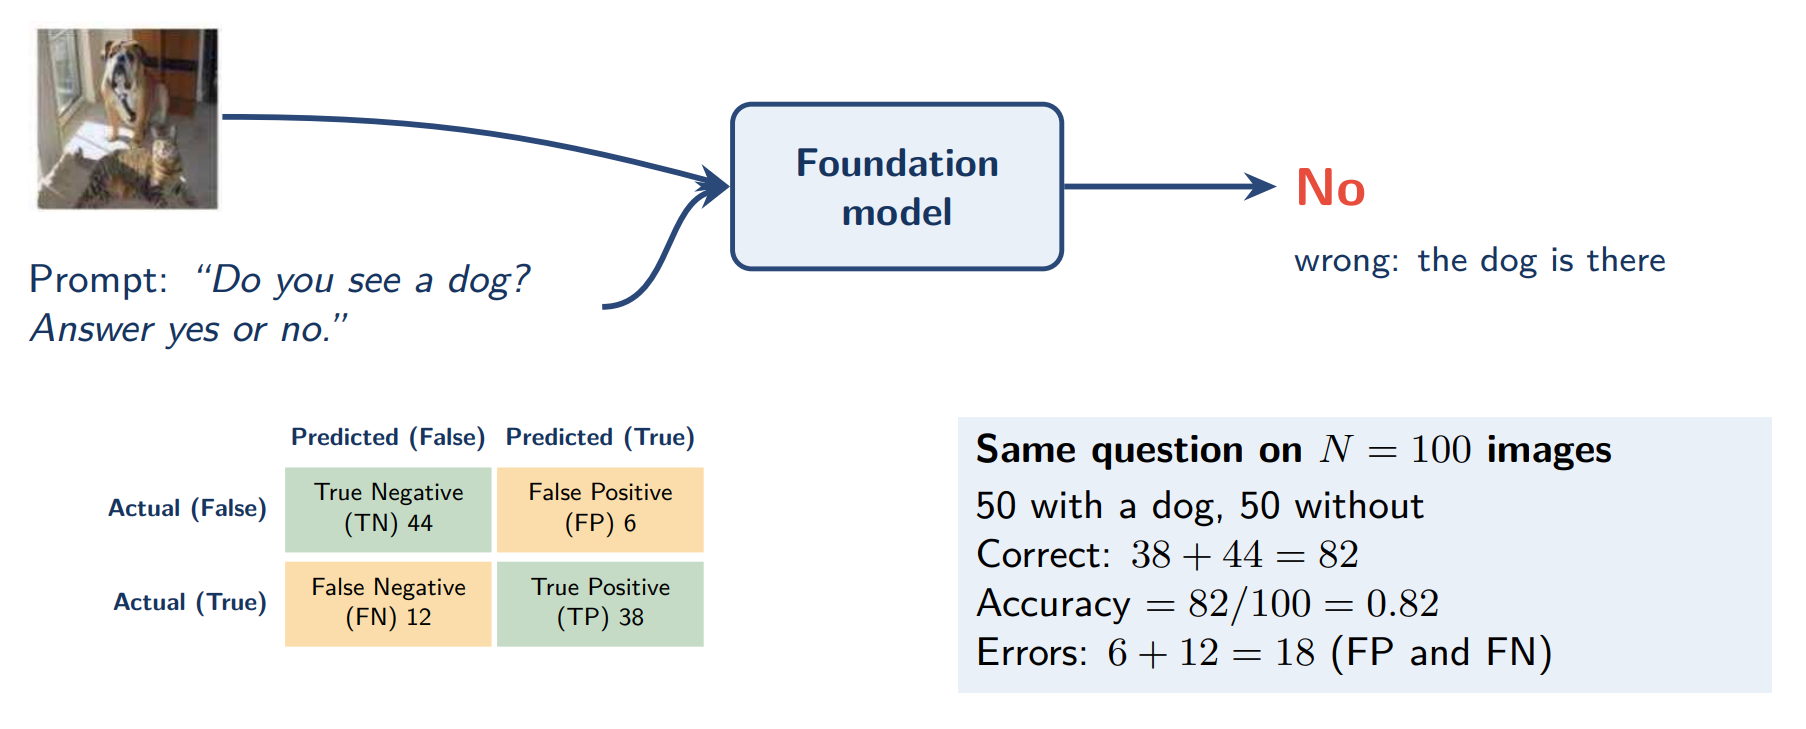 Foundation
model
No
wrong: the dog is there
Prompt: “Do you see a dog?
Answer yes or no.”
Predicted (False) Predicted (True)
Actual (False)
True Negative
(TN) 44
False Positive
(FP) 6
Actual (True)
False Negative
(FN) 12
True Positive
(TP) 38
Same question on N = 100 images
50 with a dog, 50 without
Correct: 38 + 44 = 82
Accuracy = 82/100 = 0.82
Errors: 6 + 12 = 18 (FP and FN)